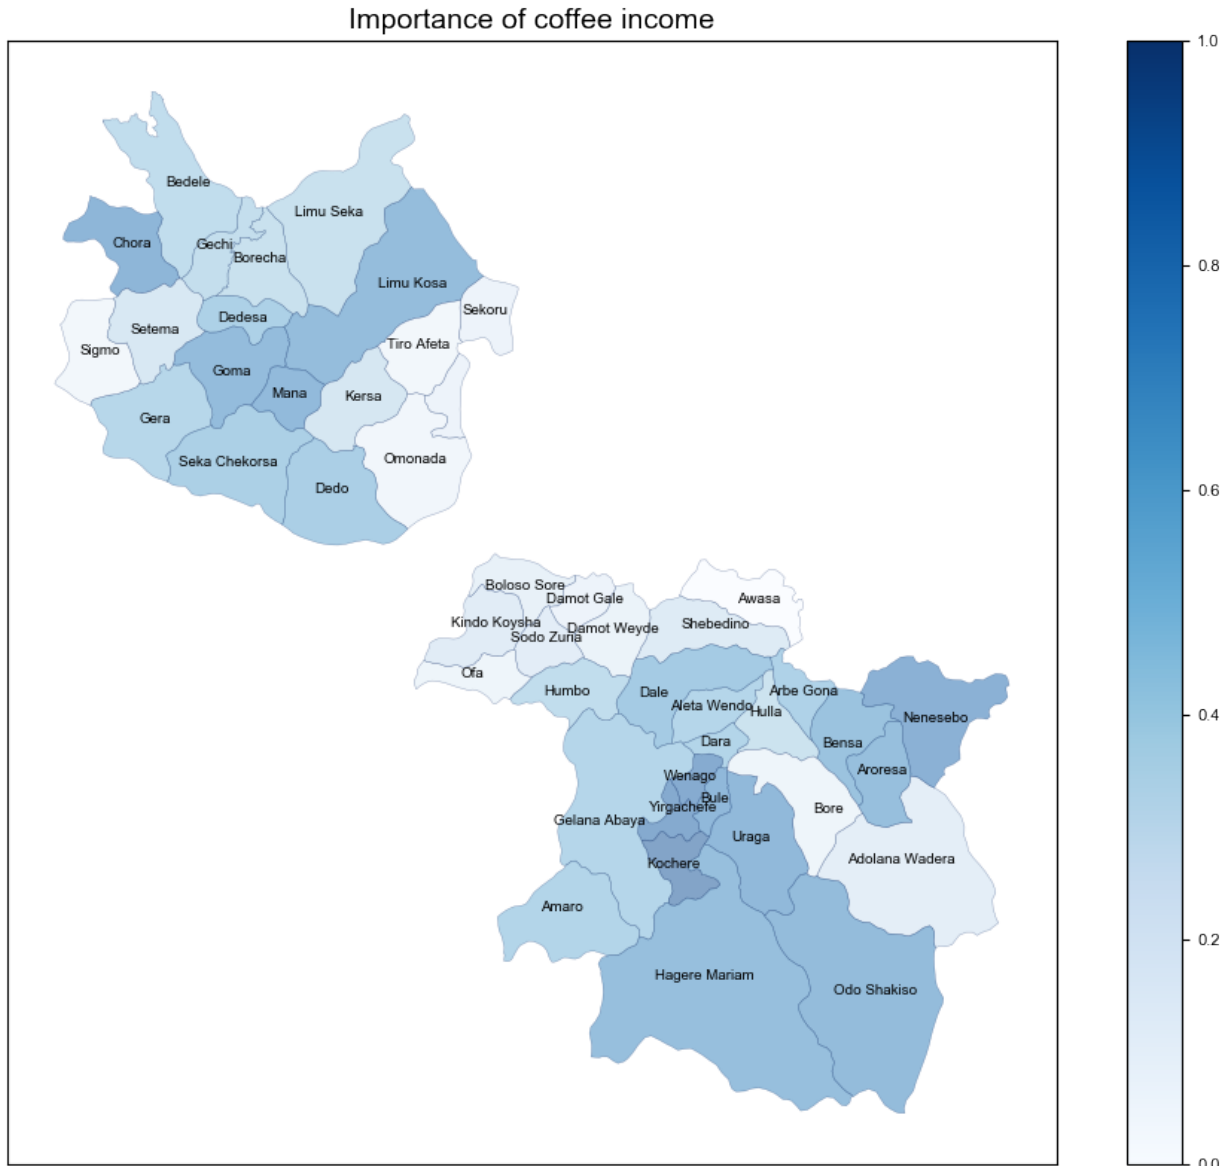 Importance of coffee income
1.0
Bedele
Limu Seka
Chora
Gechi
Borecha
0.8
Limu Kosa
Sekoru
Dedesa
Setema
Tiro Afeta
Sigmo
Goma
Mana
Kersa
Gera
Seka Chekorsa
Omonada
Dedo
0.6
Boloso Sore
Damot Gale
Awasa
Kindo Koysha
Shebedino
Damot Weyde
Sodo Zuria
Ofa
Humbo
Dale
Arbe Gona
Aleta Wendo
Hulla
Nenesebo
0.4
Dara
Bensa
Aroresa
Wenago
Bule
Yirgachefe
Bore
Gelana Abaya
Uraga
Adolana Wadera
Kochere
Amaro
0.2
Hagere Mariam
Odo Shakiso
0.0